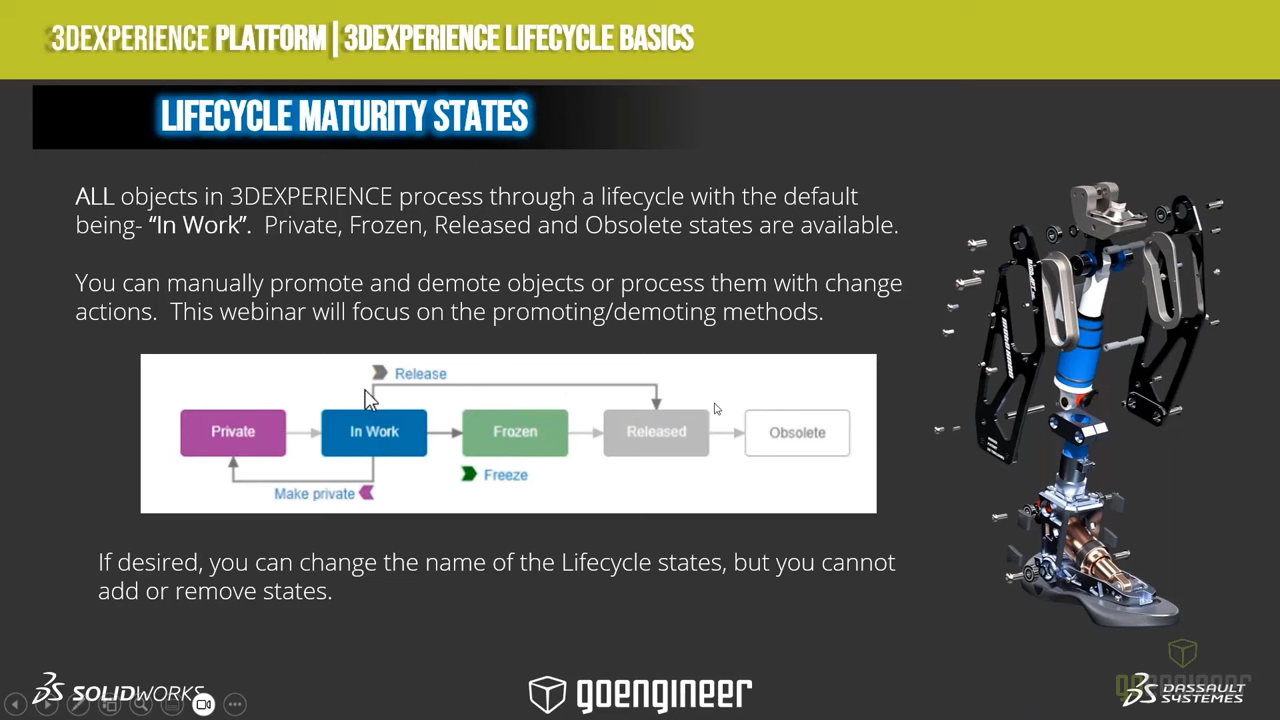 3DEXPERIENCE PLATFORM | 3DEXPERIENCE LIFECYCLE BASICS
LIFECYCLE MATURITY STATES
ALL objects in 3DEXPERIENCE process through a lifecycle with the default
being- “In Work”.  Private, Frozen, Released and Obsolete states are available.
You can manually promote and demote objects or process them with change
actions.  This webinar will focus on the promoting/demoting methods.
Release
Private
In Work
Frozen
Released
Obsolete
Make private
Freeze
If desired, you can change the name of the Lifecycle states, but you cannot
add or remove states.
SOLIDWORKS
goengineer
goengineer
DASSAULT
SYSTEMES